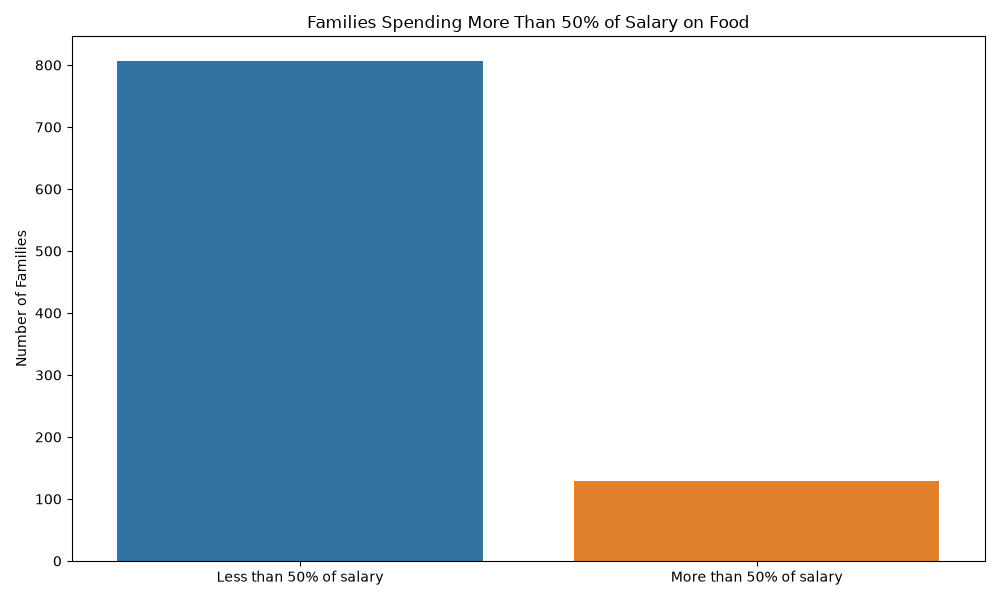 Families Spending More Than 50% of Salary on Food
Number of Families
800
700
600
500
400
300
200
100
0
Less than 50% of salary
More than 50% of salary